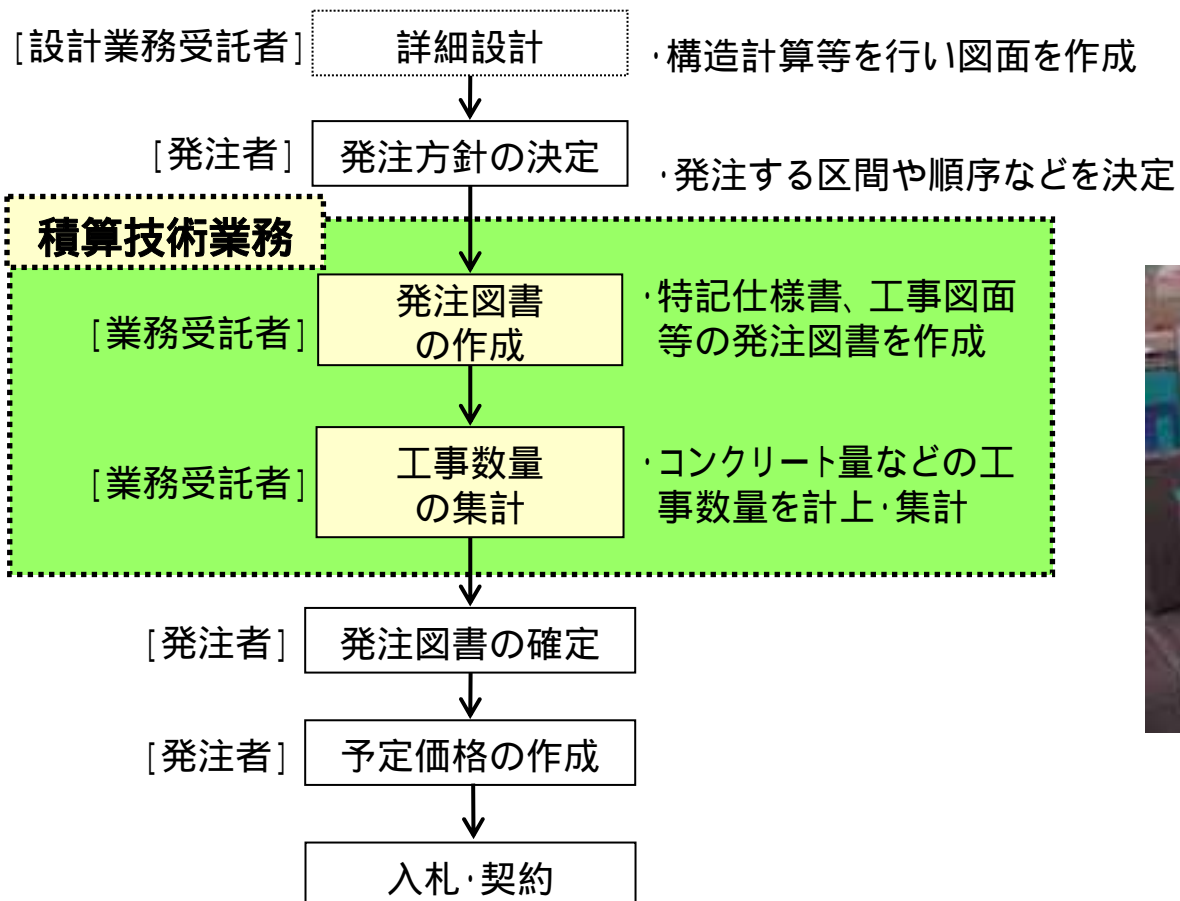 [設計業務受託者] 詳細設計 ・構造計算等を行い図面を作成
[発注者] 発注方針の決定 ・発注する区間や順序などを決定
積算技術業務
[業務受託者]
発注図書
の作成
・特記仕様書、工事図面
等の発注図書を作成
[業務受託者]
工事数量
の集計
・コンクリート量などの工
事数量を計上・集計
[発注者] 発注図書の確定
[発注者] 予定価格の作成
入札・契約